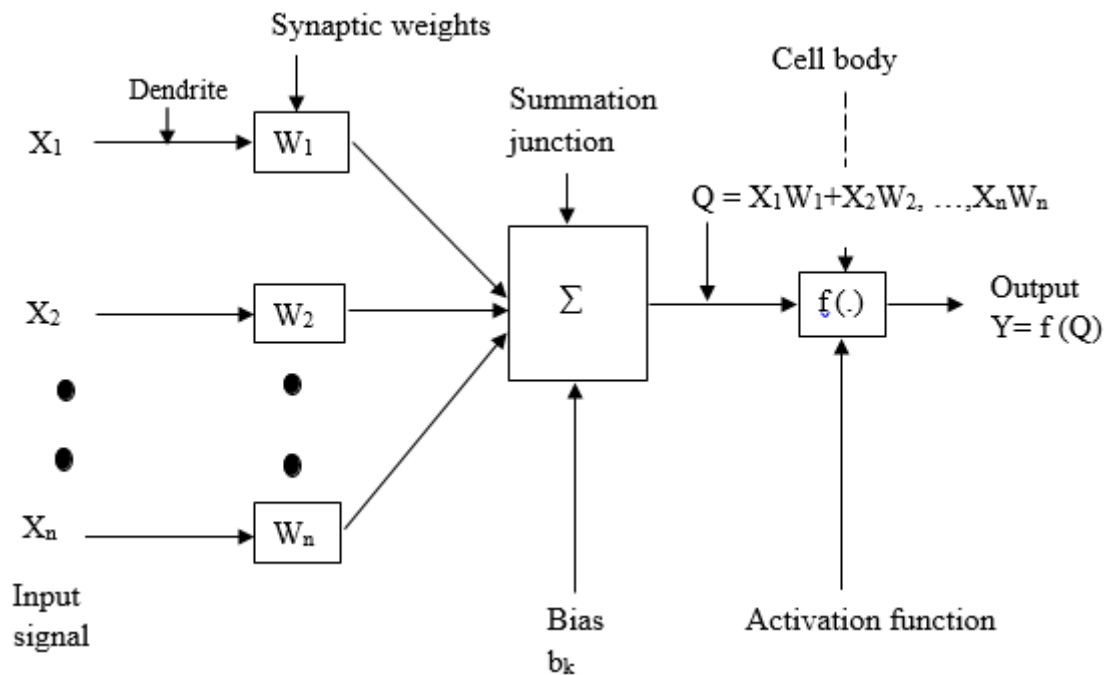 Synaptic weights
Cell body
Dendrite
Summation
junction
X₁
W₁
Q = X₁W₁+X₂W₂, ...,XₙWₙ
X₂
W₂
Σ
f(.)
Output
Y= f (Q)
Xₙ
Wₙ
Input
signal
Bias
bₖ
Activation function